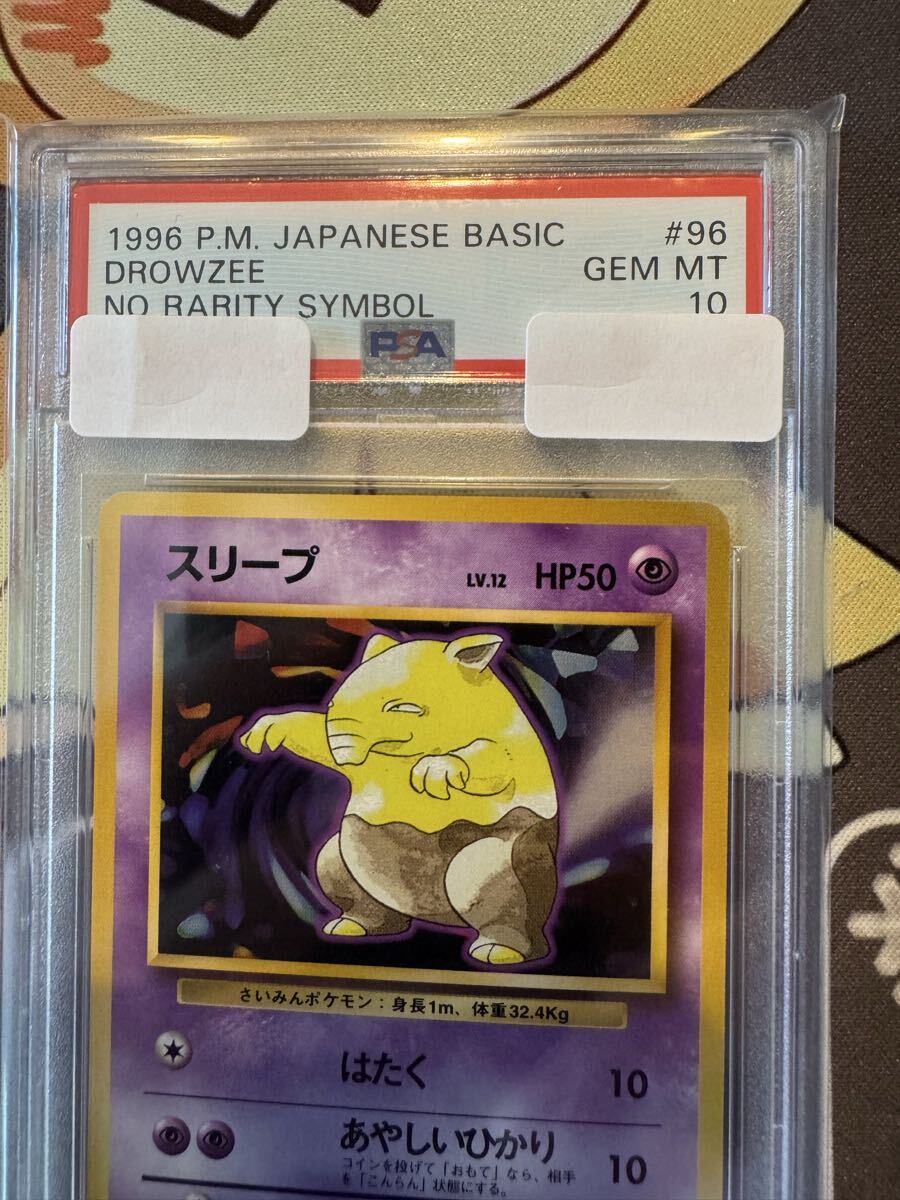 1996 P.M. JAPANESE BASIC #96
DROWZEE GEM MT
NO RARITY SYMBOL 10
PSA
スリープ LV.12 HP50
さいみんポケモン：身長1m、体重32.4Kg
はたく 10
あやしいひかり 10
コインを投げて「おもて」なら、相手
を「こんらん」状態にする。